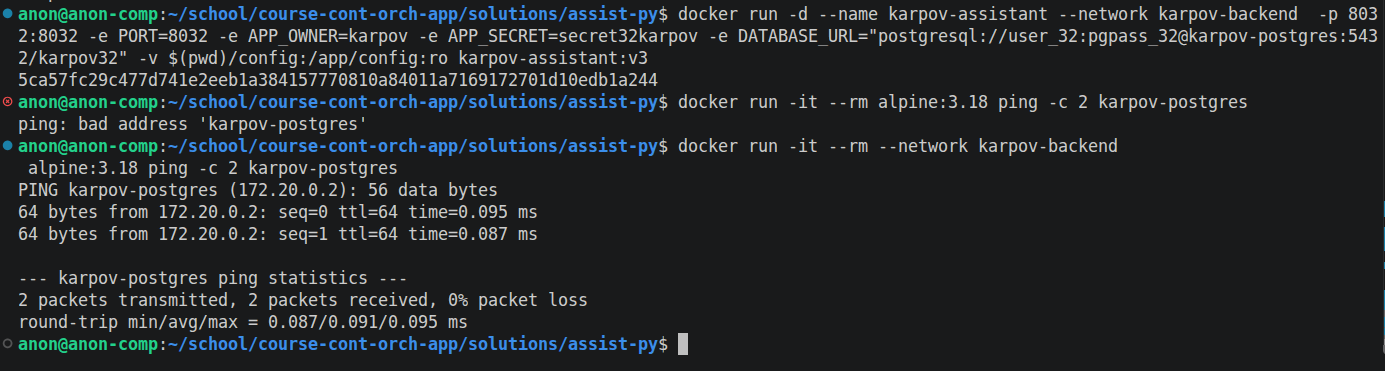 anon@anon-comp:~/school/course-cont-orch-app/solutions/assist-py$ docker run -d --name karpov-assistant --network karpov-backend  -p 803
2:8032 -e PORT=8032 -e APP_OWNER=karpov -e APP_SECRET=secret32karpov -e DATABASE_URL="postgresql://user_32:pgpass_32@karpov-postgres:543
2/karpov32" -v $(pwd)/config:/app/config:ro karpov-assistant:v3
5ca57fc29c477d741e2eeb1a384157770810a84011a7169172701d10edb1a244
anon@anon-comp:~/school/course-cont-orch-app/solutions/assist-py$ docker run -it --rm alpine:3.18 ping -c 2 karpov-postgres
ping: bad address 'karpov-postgres'
anon@anon-comp:~/school/course-cont-orch-app/solutions/assist-py$ docker run -it --rm --network karpov-backend
 alpine:3.18 ping -c 2 karpov-postgres
PING karpov-postgres (172.20.0.2): 56 data bytes
64 bytes from 172.20.0.2: seq=0 ttl=64 time=0.095 ms
64 bytes from 172.20.0.2: seq=1 ttl=64 time=0.087 ms

--- karpov-postgres ping statistics ---
2 packets transmitted, 2 packets received, 0% packet loss
round-trip min/avg/max = 0.087/0.091/0.095 ms
anon@anon-comp:~/school/course-cont-orch-app/solutions/assist-py$